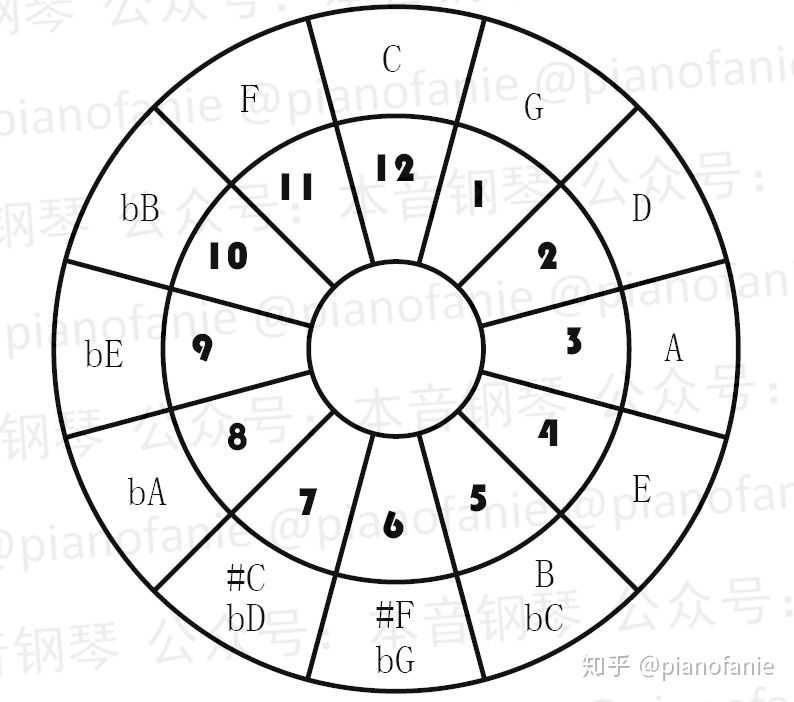 C
G
D
A
E
B
bC
#F
bG
#C
bD
bA
bE
bB
F
12
1
2
3
4
5
6
7
8
9
10
11
公众号：本音钢琴 @pianofanie
知乎 @pianofanie